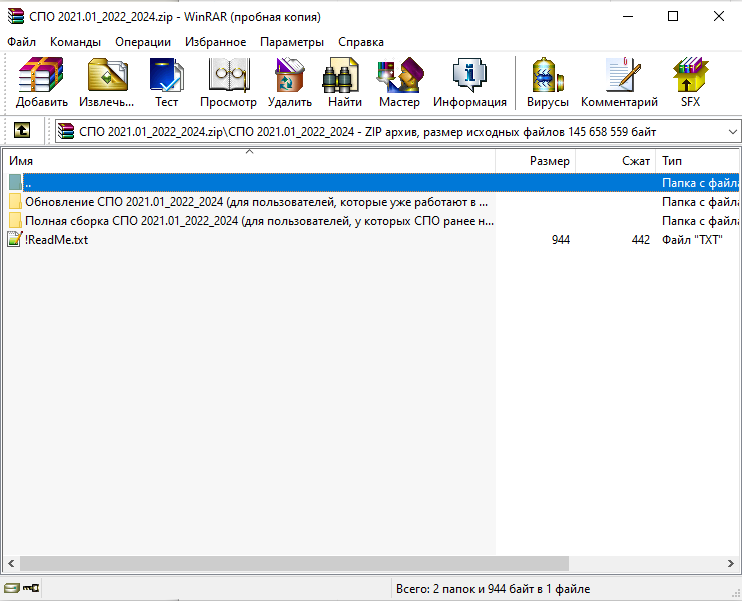 СПО 2021.01_2022_2024.zip - WinRAR (пробная копия)
Файл Команды Операции Избранное Параметры Справка
Добавить Извлечь... Тест Просмотр Удалить Найти Мастер Информация Вирусы Комментарий SFX
СПО 2021.01_2022_2024.zip\СПО 2021.01_2022_2024 - ZIP архив, размер исходных файлов 145 658 559 байт
Имя Размер Сжат Тип
.. Папка с файла
Обновление СПО 2021.01_2022_2024 (для пользователей, которые уже работают в ... Папка с файла
Полная сборка СПО 2021.01_2022_2024 (для пользователей, у которых СПО ранее н... Папка с файла
!ReadMe.txt 944 442 Файл "TXT"
Всего: 2 папок и 944 байт в 1 файле